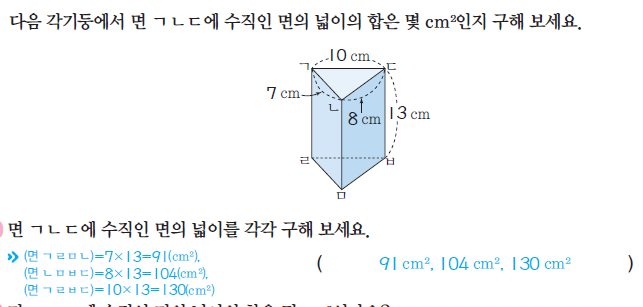 다음 각기둥에서 면 ㄱㄴㄷ에 수직인 면의 넓이의 합은 몇 cm²인지 구해 보세요.
10 cm
ㄱ ㄷ
7 cm
ㄴ
8 cm
13 cm
ㄹ ㅂ
ㅁ
면 ㄱㄴㄷ에 수직인 면의 넓이를 각각 구해 보세요.
» (면 ㄱㄹㅁㄴ)=7×13=91(cm²),
(면 ㄴㅁㅂㄷ)=8×13=104(cm²),
(면 ㄱㄹㅂㄷ)=10×13=130(cm²)
( 91 cm², 104 cm², 130 cm² )